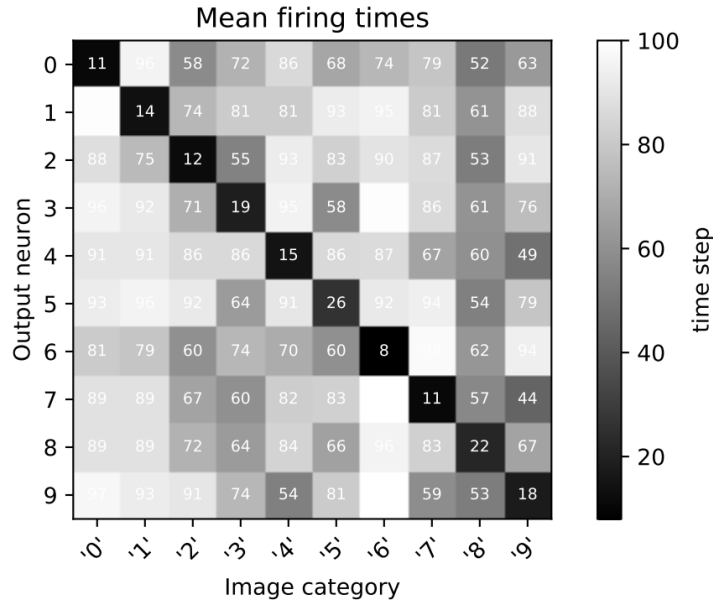 Mean firing times
0 11 96 58 72 86 68 74 79 52 63
1 14 74 81 81 93 95 81 61 88
2 88 75 12 55 93 83 90 87 53 91
3 96 92 71 19 95 58 86 61 76
4 91 91 86 86 15 86 87 67 60 49
5 93 96 92 64 91 26 92 94 54 79
6 81 79 60 74 70 60 8 62 94
7 89 89 67 60 82 83 11 57 44
8 89 89 72 64 84 66 96 83 22 67
9 97 93 91 74 54 81 59 53 18
'0' '1' '2' '3' '4' '5' '6' '7' '8' '9'
Image category
Output neuron
100
80
60
40
20
time step